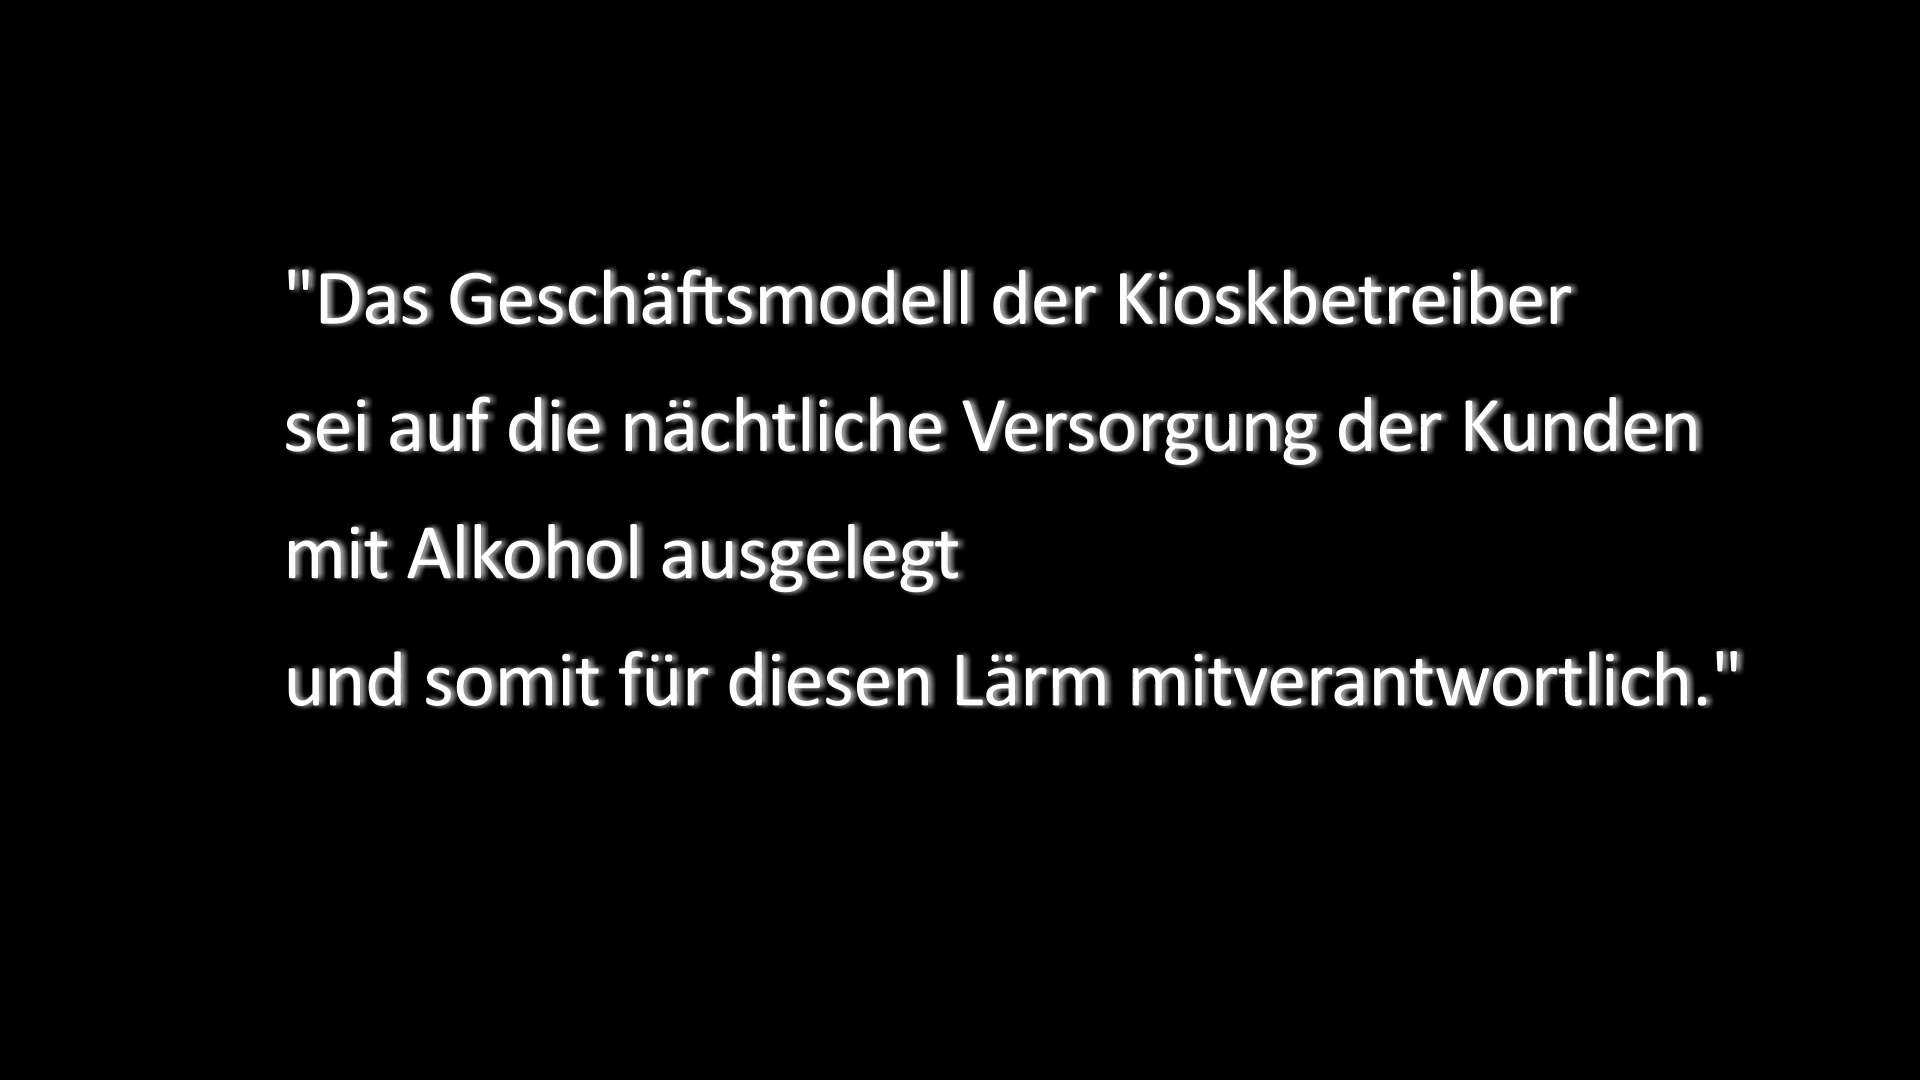 "Das Geschäftsmodell der Kioskbetreiber
sei auf die nächtliche Versorgung der Kunden
mit Alkohol ausgelegt
und somit für diesen Lärm mitverantwortlich."